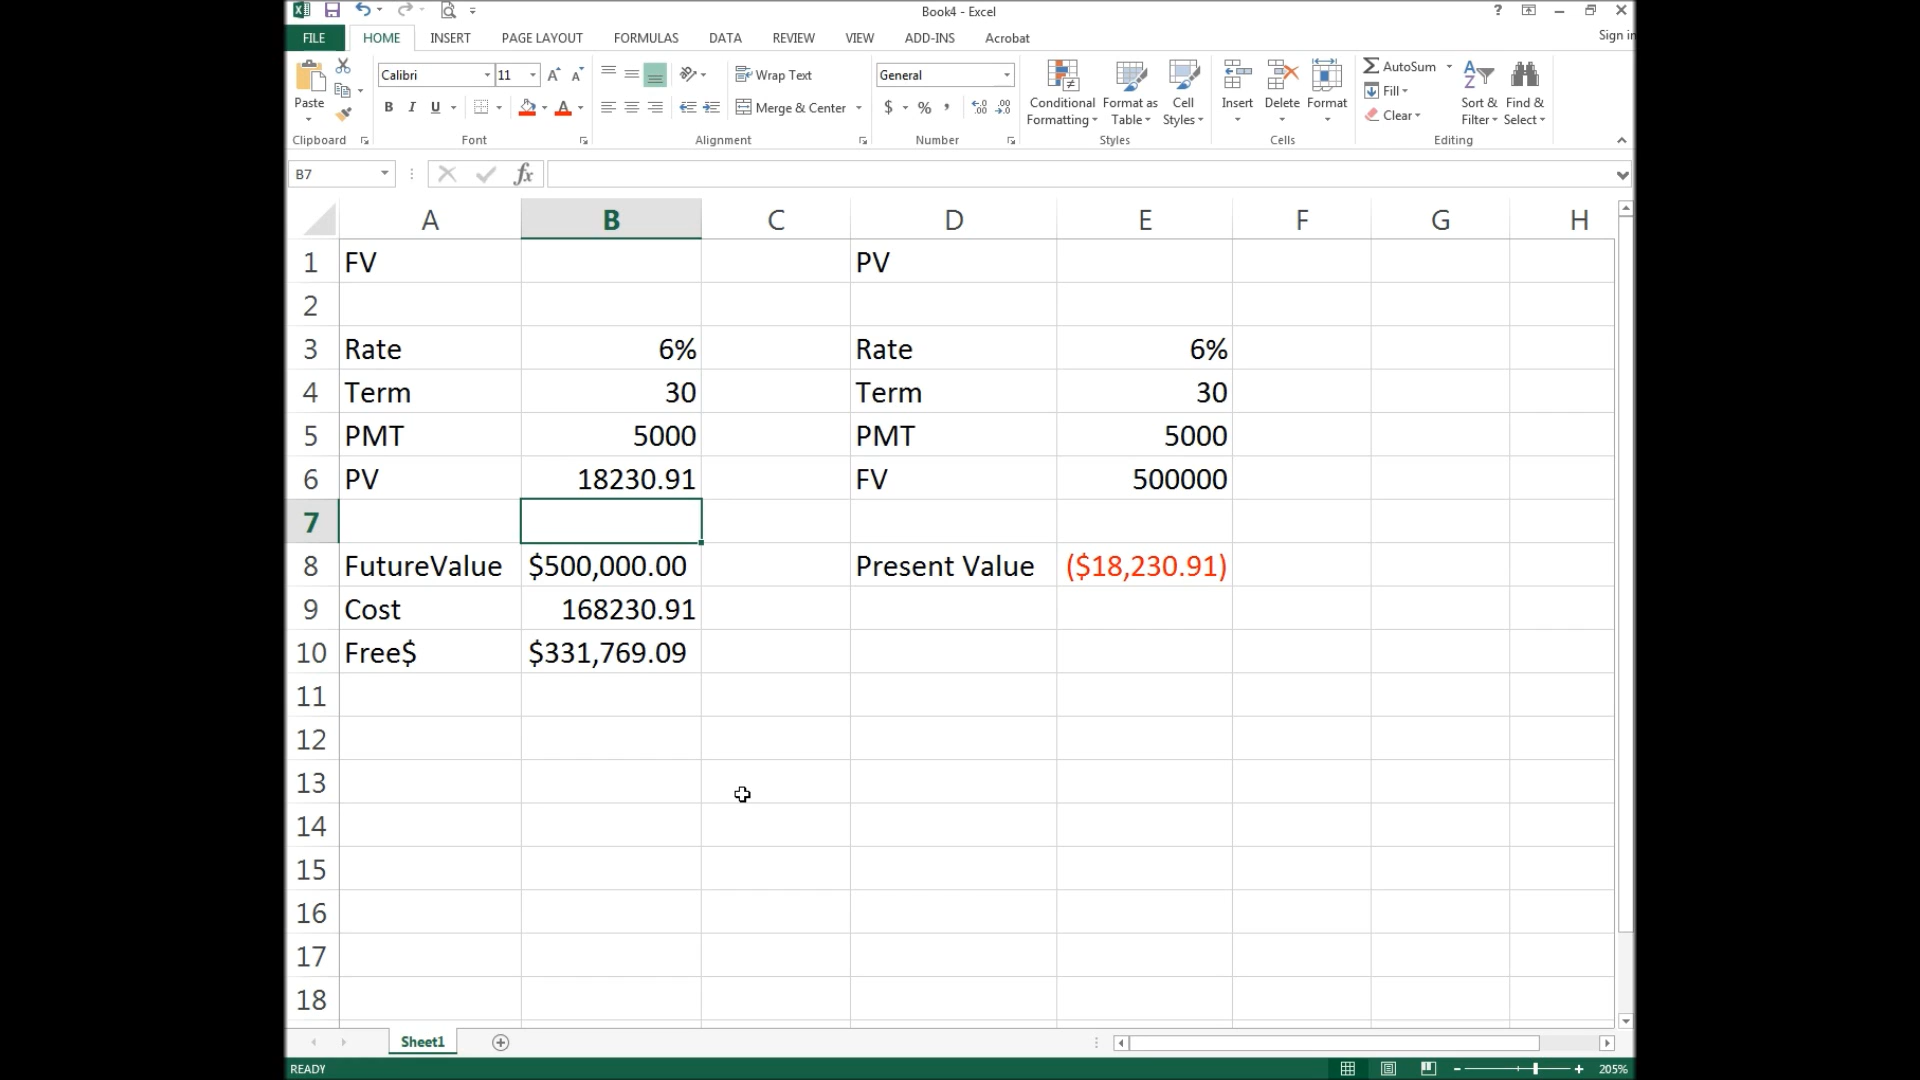 Book4 - Excel
?
Sign in
FILE HOME INSERT PAGE LAYOUT FORMULAS DATA REVIEW VIEW ADD-INS Acrobat
Paste
Clipboard
Calibri 11
B I U
Font
Wrap Text
Merge & Center
Alignment
General
$ % ,
Number
Conditional Formatting
Format as Table
Cell Styles
Styles
Insert Delete Format
Cells
AutoSum
Fill
Clear
Sort & Filter
Find & Select
Editing
B7 fx
A B C D E F G H
1 FV PV
2
3 Rate 6% Rate 6%
4 Term 30 Term 30
5 PMT 5000 PMT 5000
6 PV 18230.91 FV 500000
7
8 FutureValue $500,000.00 Present Value ($18,230.91)
9 Cost 168230.91
10 Free$ $331,769.09
11
12
13
14
15
16
17
18
Sheet1
READY 205%